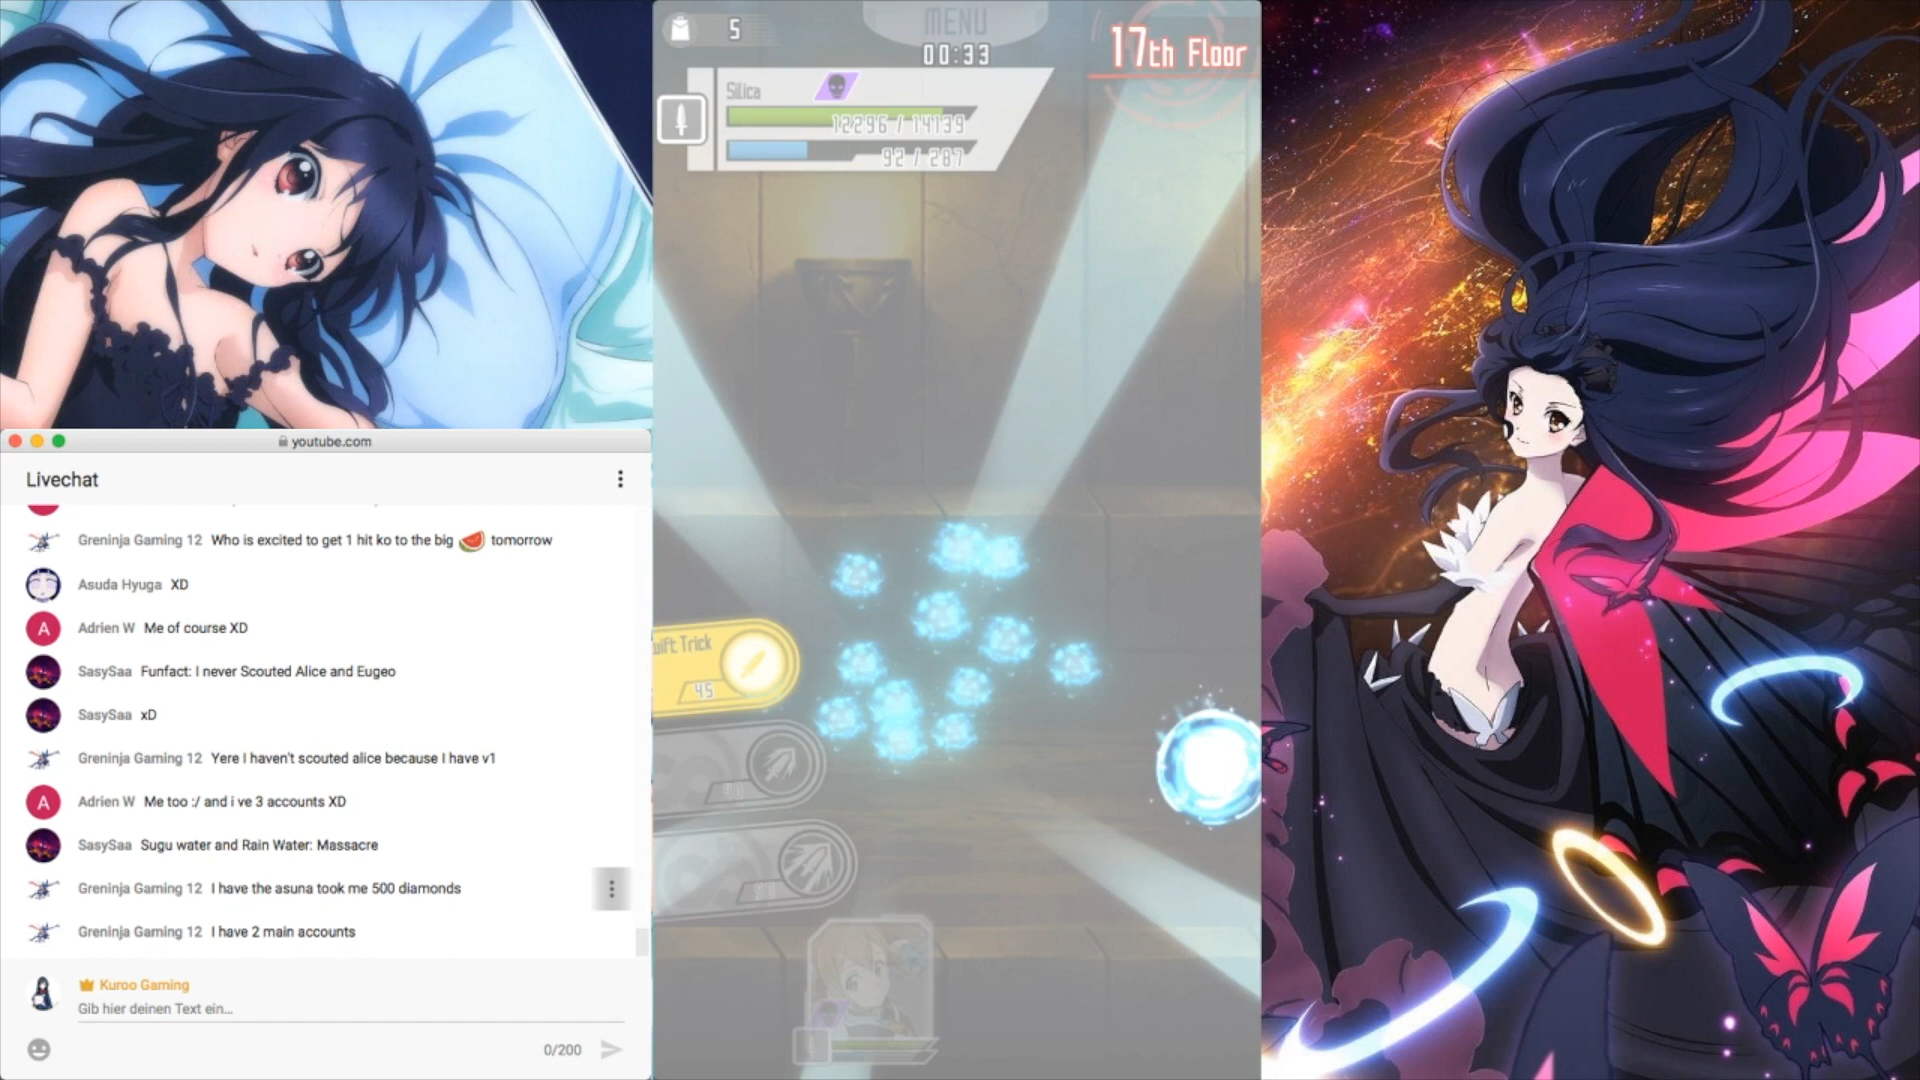 youtube.com
Livechat
Greninja Gaming 12 Who is excited to get 1 hit ko to the big 🍉 tomorrow
Asuda Hyuga XD
A Adrien W Me of course XD
SasySaa Funfact: I never Scouted Alice and Eugeo
SasySaa xD
Greninja Gaming 12 Yere I haven't scouted alice because I have v1
A Adrien W Me too :/ and i ve 3 accounts XD
SasySaa Sugu water and Rain Water: Massacre
Greninja Gaming 12 I have the asuna took me 500 diamonds
Greninja Gaming 12 I have 2 main accounts
Kuroo Gaming
Gib hier deinen Text ein...
0/200
5
MENU
00:33
17th Floor
Silica
12296 / 14139
92 / 287
Trick
45